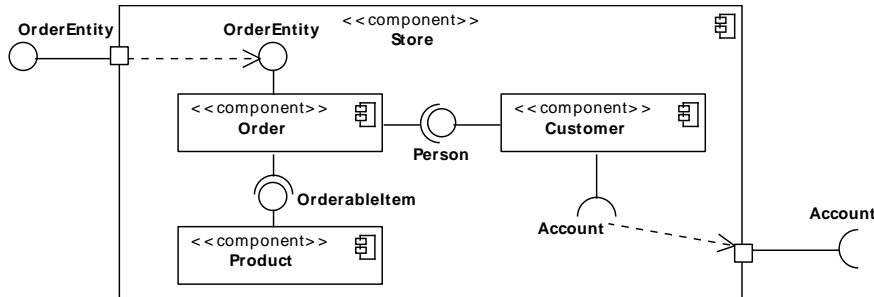 <<component>>
Store
OrderEntity
OrderEntity
<<component>>
Order
<<component>>
Customer
Person
OrderableItem
Account
Account
<<component>>
Product